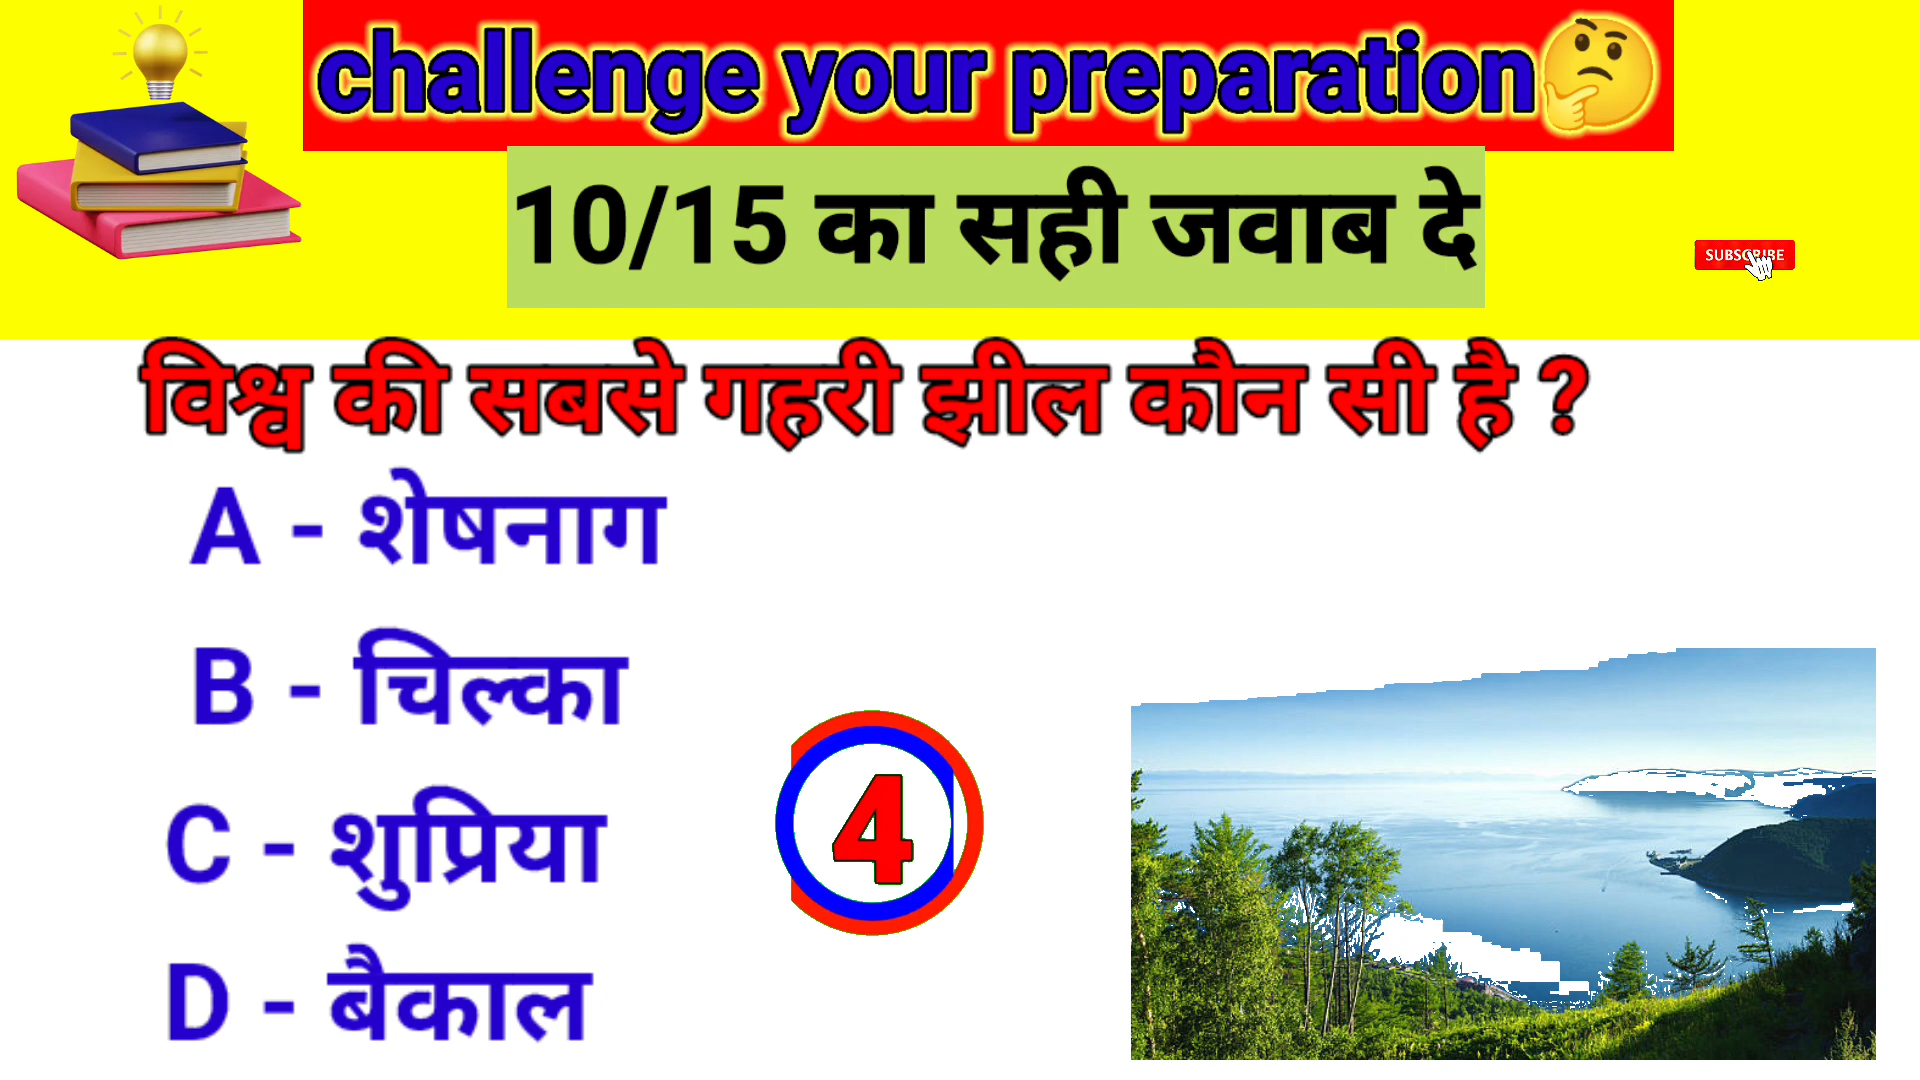 challenge your preparation
10/15 का सही जवाब दे
SUBSCRIBE
विश्व की सबसे गहरी झील कौन सी है ?
A - शेषनाग
B - चिल्का
C - शुप्रिया
4
D - बैकाल